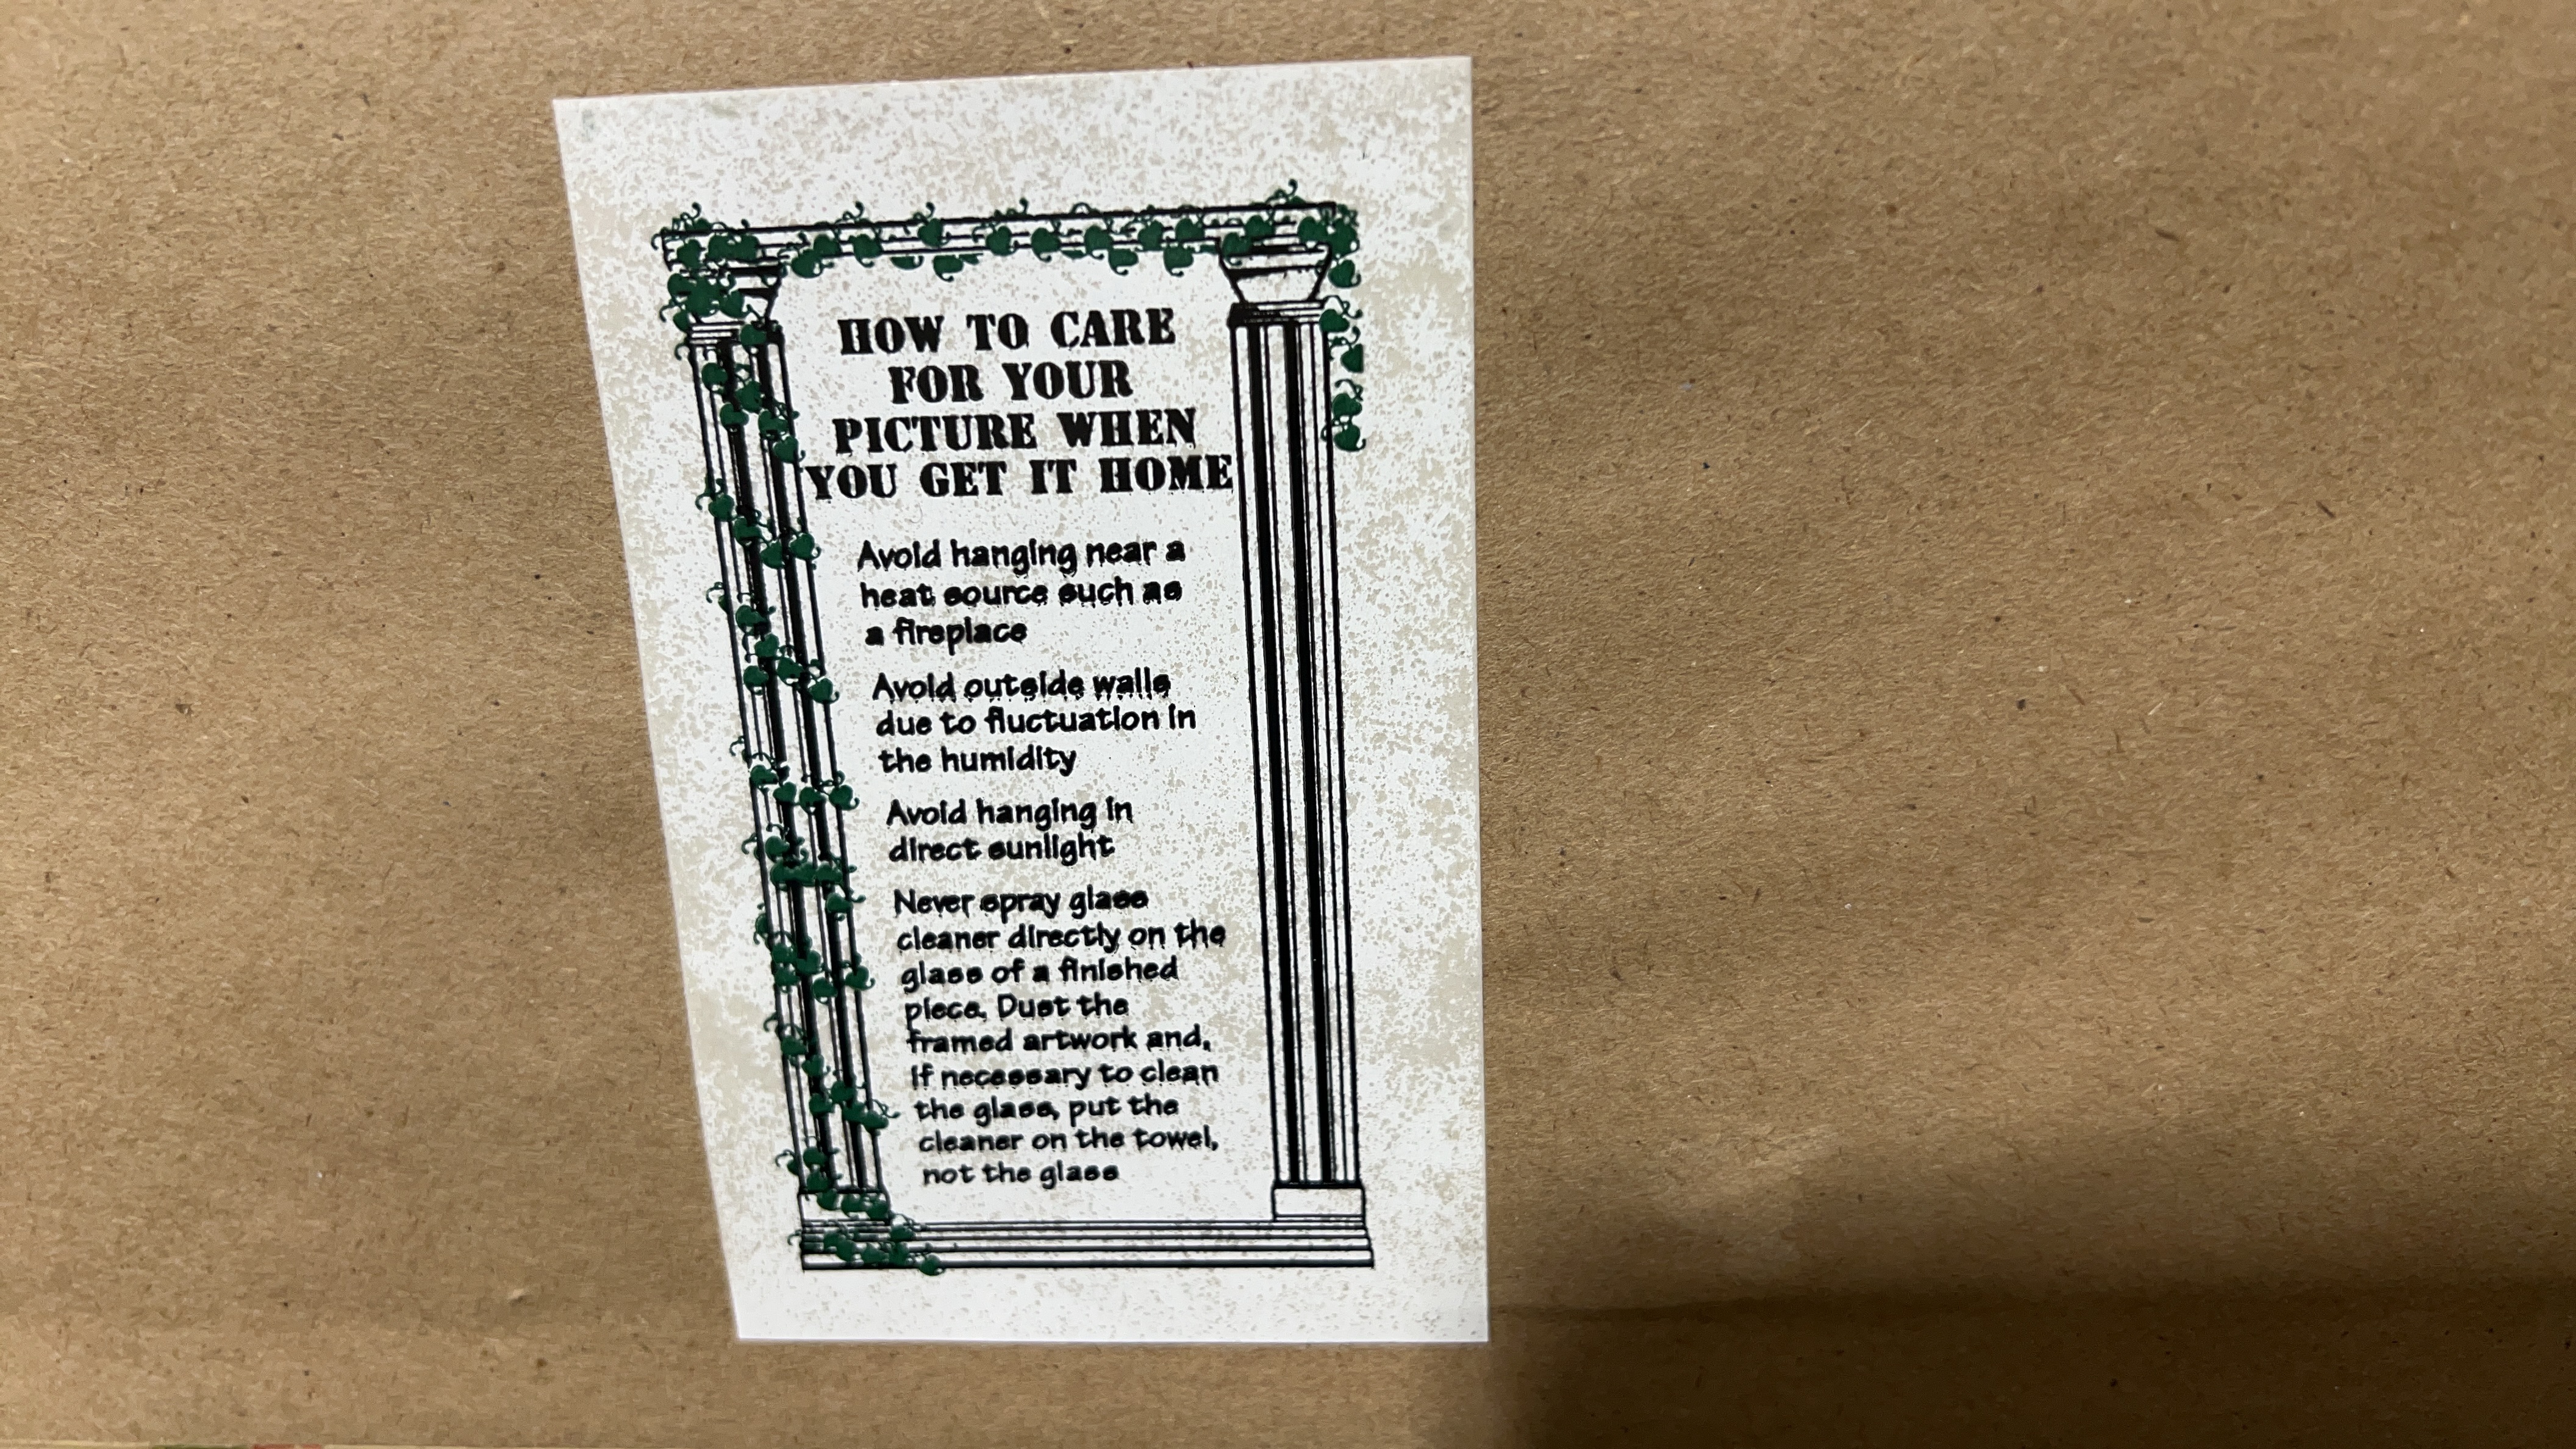 HOW TO CARE
FOR YOUR
PICTURE WHEN
YOU GET IT HOME
Avoid hanging near a
heat source such as
a fireplace
Avoid outside walls
due to fluctuation in
the humidity
Avoid hanging in
direct sunlight
Never spray glass
cleaner directly on the
glass of a finished
piece. Dust the
framed artwork and,
if necessary to clean
the glass, put the
cleaner on the towel,
not the glass